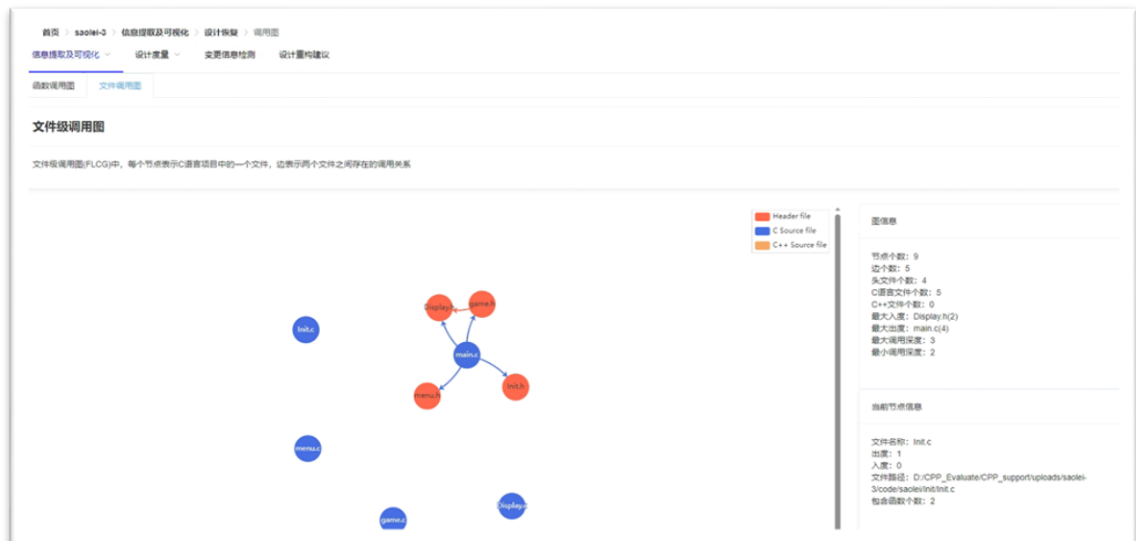 首页 > saolei-3 > 信息提取及可视化 > 设计恢复 > 调用图
信息提取及可视化 设计度量 变更信息检测 设计重构建议
函数调用图 文件调用图
文件级调用图
文件级调用图(FLCG)中，每个节点表示C语言项目中的一个文件，边表示两个文件之间存在的调用关系
Header file
C Source file
C++ Source file
Display.h
game.h
Init.c
main.c
menu.h
Init.h
menu.c
game.c
Display.c
图信息
节点个数：9
边个数：5
头文件个数：4
C语言文件个数：5
C++文件个数：0
最大入度：Display.h(2)
最大出度：main.c(4)
最大调用深度：3
最小调用深度：2
当前节点信息
文件名称：Init.c
出度：1
入度：0
文件路径：D:/CPP_Evaluate/CPP_support/uploads/saolei-
3/code/saolei/Init/Init.c
包含函数个数：2